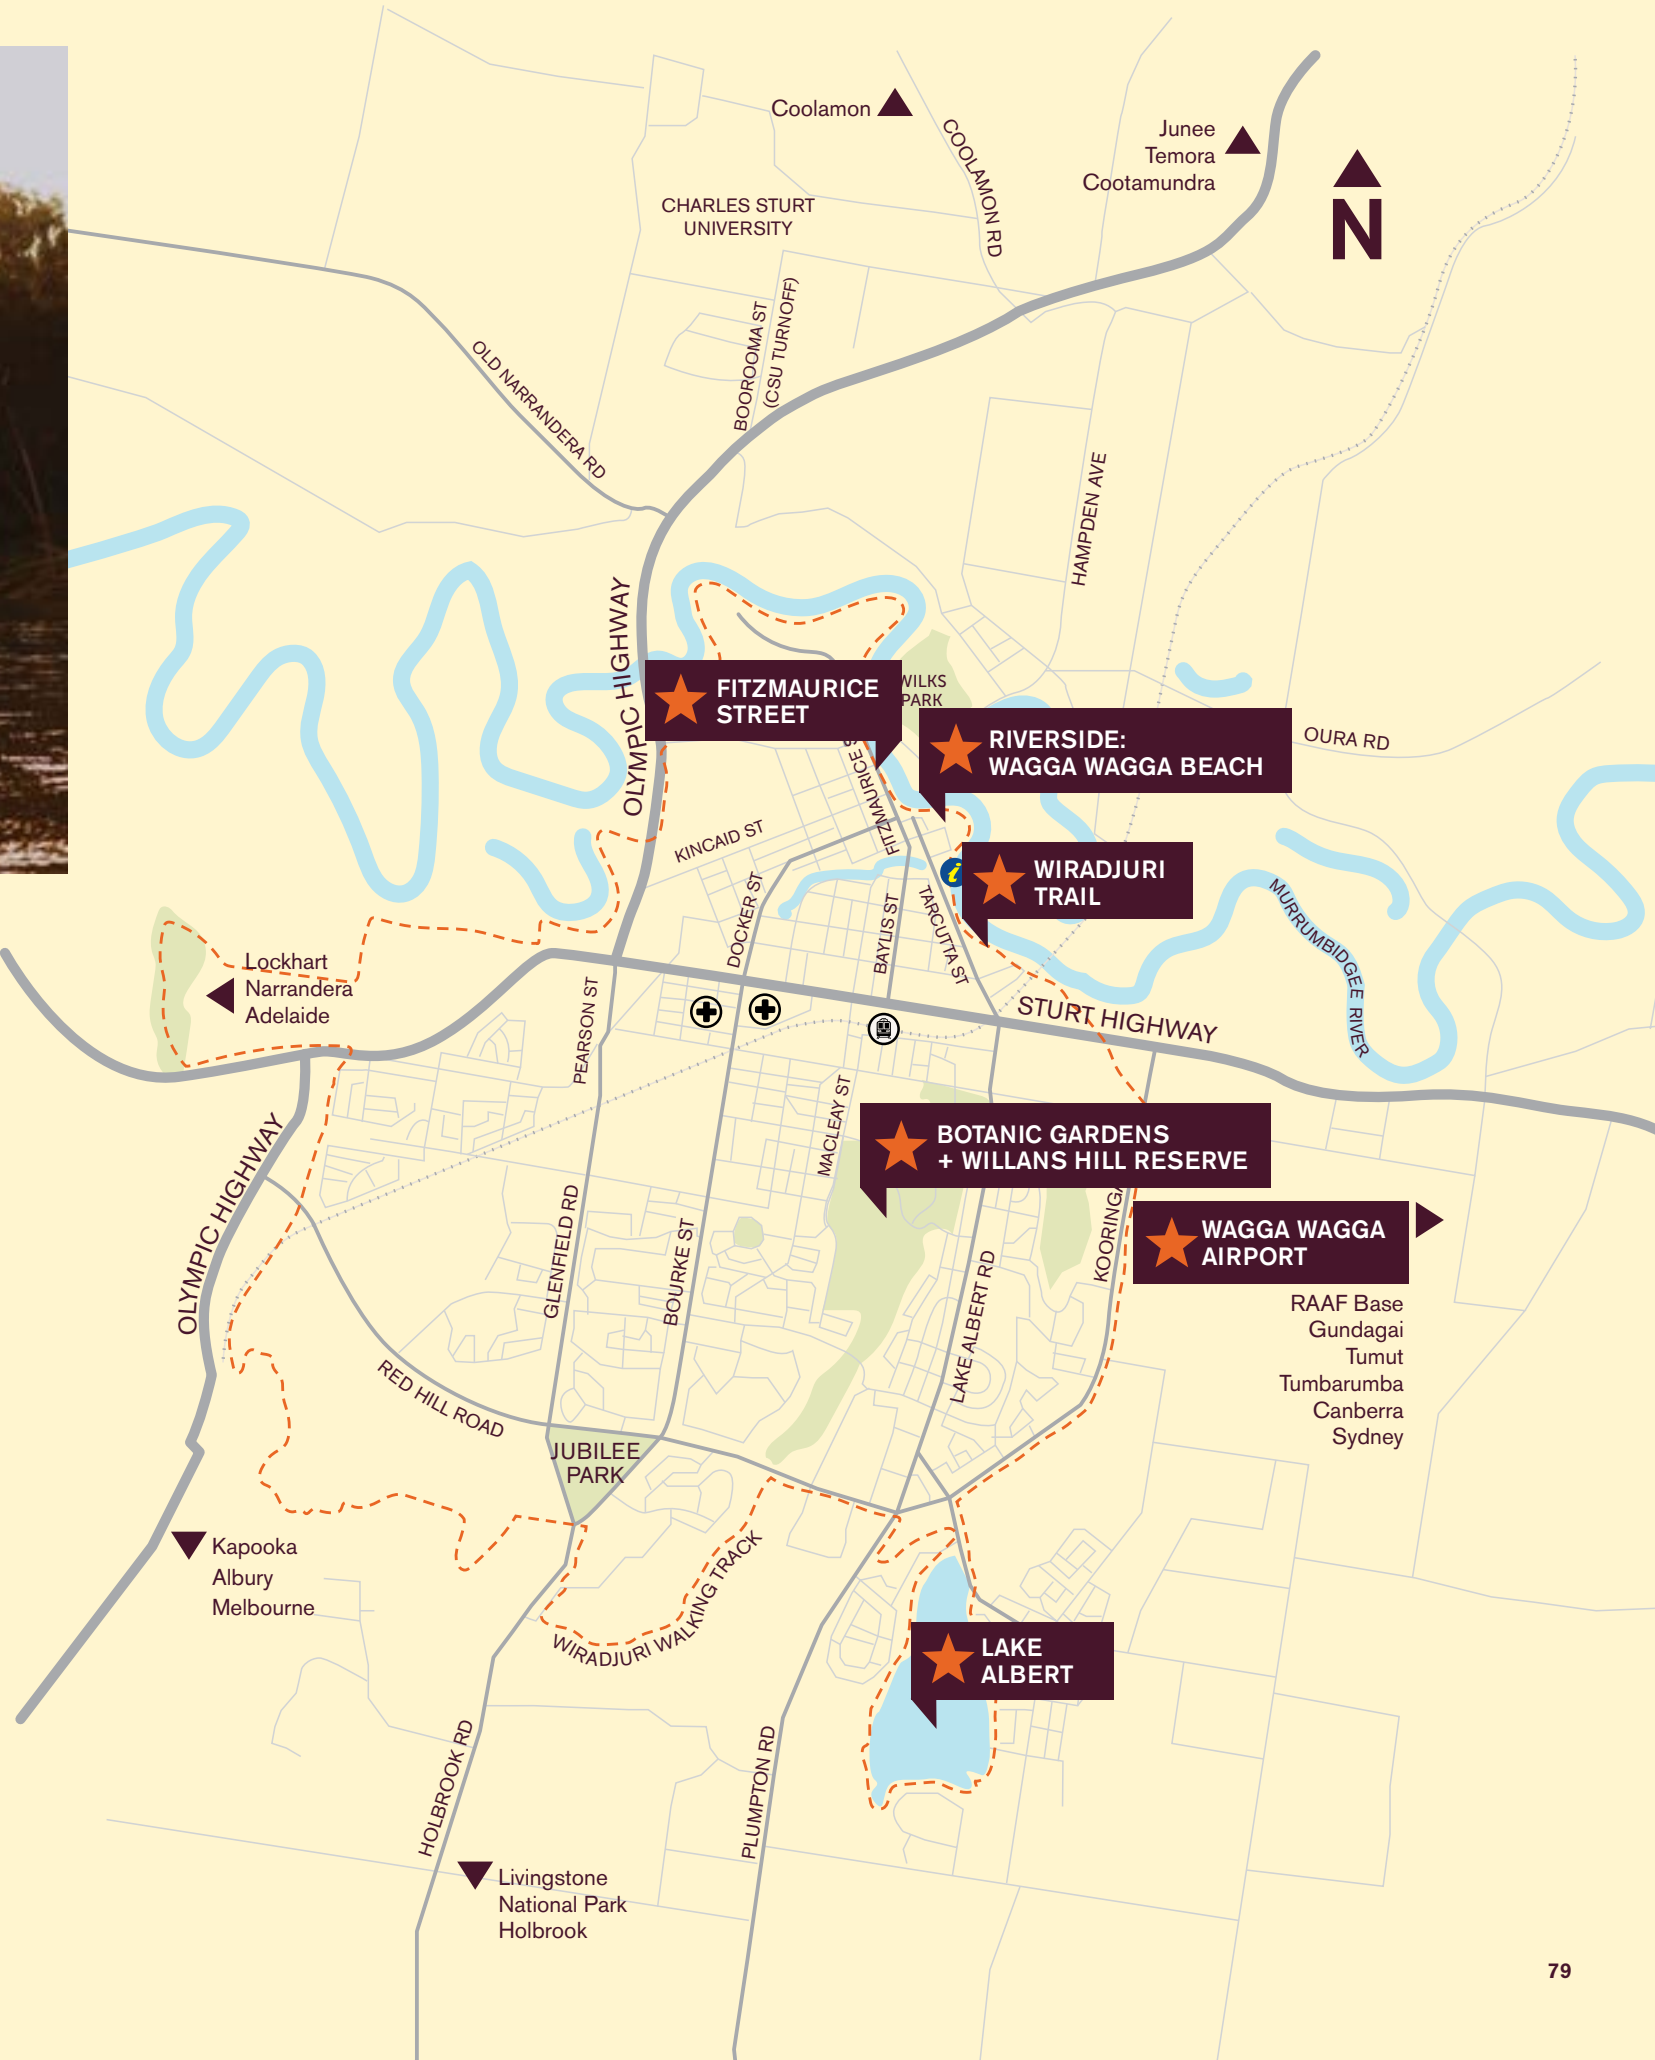 Coolamon
COOLAMON RD
Junee
Temora
Cootamundra
N
CHARLES STURT
UNIVERSITY
BOOROOMA ST
(CSU TURNOFF)
OLD NARRANDERA RD
HAMPDEN AVE
OLYMPIC HIGHWAY
OLYMPIC HIGHWAY
FITZMAURICE
STREET
WILKS
PARK
RIVERSIDE:
WAGGA WAGGA BEACH
OURA RD
FITZMAURICE S
KINCAID ST
i
WIRADJURI
TRAIL
DOCKER ST
BAYLIS ST
TARCUTTA ST
MURRUMBIDGEE RIVER
Lockhart
Narrandera
Adelaide
PEARSON ST
STURT HIGHWAY
MACLEAY ST
BOTANIC GARDENS
+ WILLANS HILL RESERVE
OLYMPIC HIGHWAY
GLENFIELD RD
BOURKE ST
LAKE ALBERT RD
KOORINGA
WAGGA WAGGA
AIRPORT
RAAF Base
Gundagai
Tumut
Tumbarumba
Canberra
Sydney
RED HILL ROAD
JUBILEE
PARK
Kapooka
Albury
Melbourne
WIRADJURI WALKING TRACK
LAKE
ALBERT
HOLBROOK RD
PLUMPTON RD
Livingstone
National Park
Holbrook
79